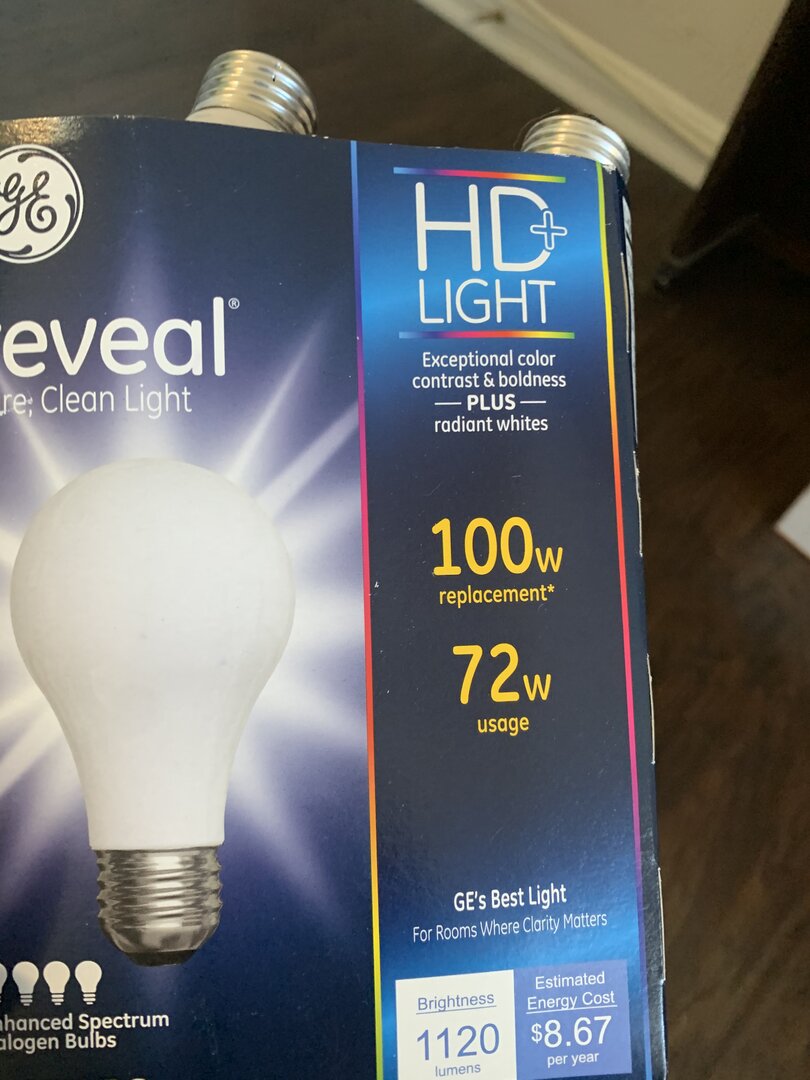 GE
reveal®
Pure, Clean Light
Enhanced Spectrum
Halogen Bulbs
HD+
LIGHT
Exceptional color
contrast & boldness
— PLUS —
radiant whites
100w
replacement*
72w
usage
GE's Best Light
For Rooms Where Clarity Matters
Brightness
1120
lumens
Estimated
Energy Cost
$8.67
per year